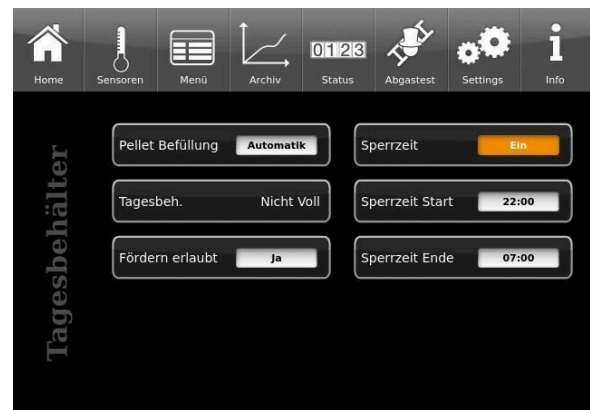 0123
Home Sensoren Menü Archiv Status Abgastest Settings Info
Tagesbehälter
Pellet Befüllung Automatik Sperrzeit Ein
Tagesbeh. Nicht Voll Sperrzeit Start 22:00
Fördern erlaubt Ja Sperrzeit Ende 07:00